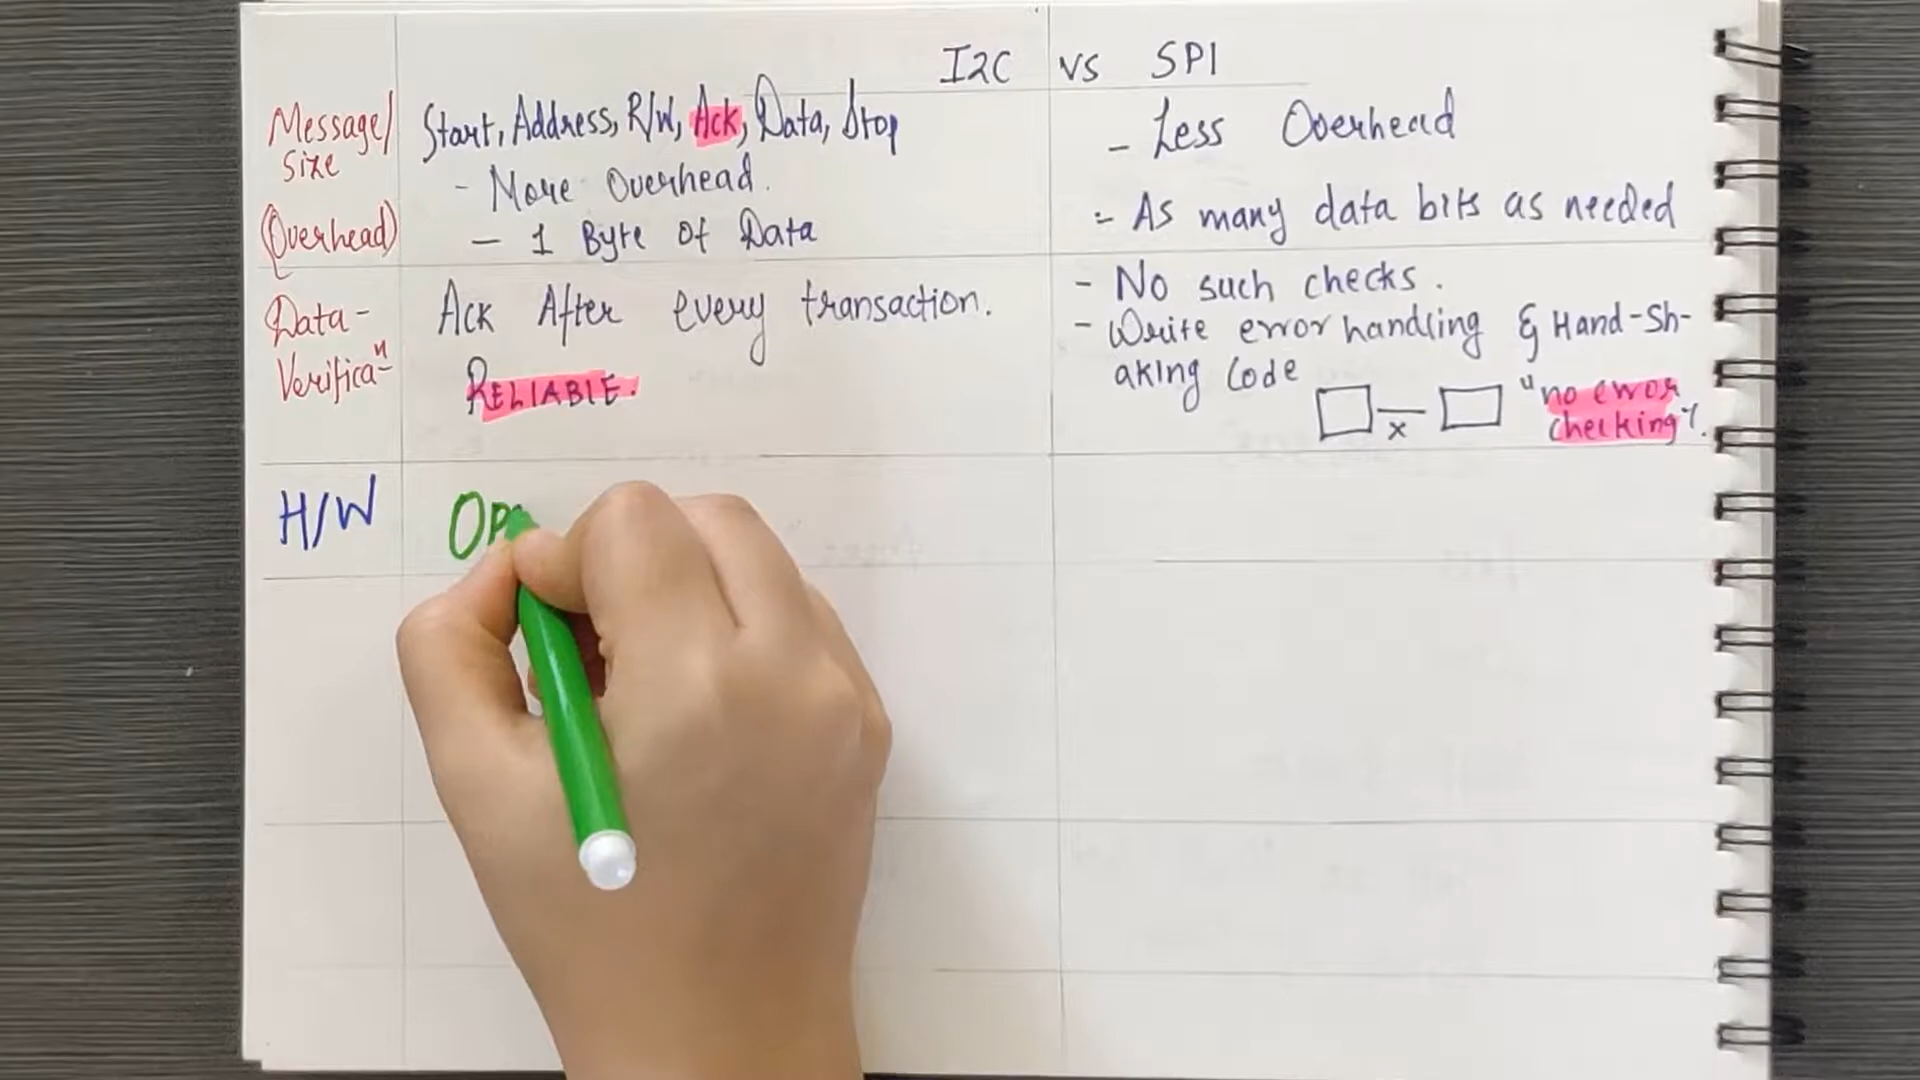 I2C vs SPI
Message/
Size
(Overhead)
Start, Address, R/W, Ack, Data, Stop
- More Overhead.
- 1 Byte Of Data
- Less Overhead
- As many data bits as needed
Data-
Verificaⁿ
Ack After every transaction.
RELIABLE.
- No such checks.
- Write error handling & Hand-Sh-
aking Code
x
"no error
checking".
H/W
Op